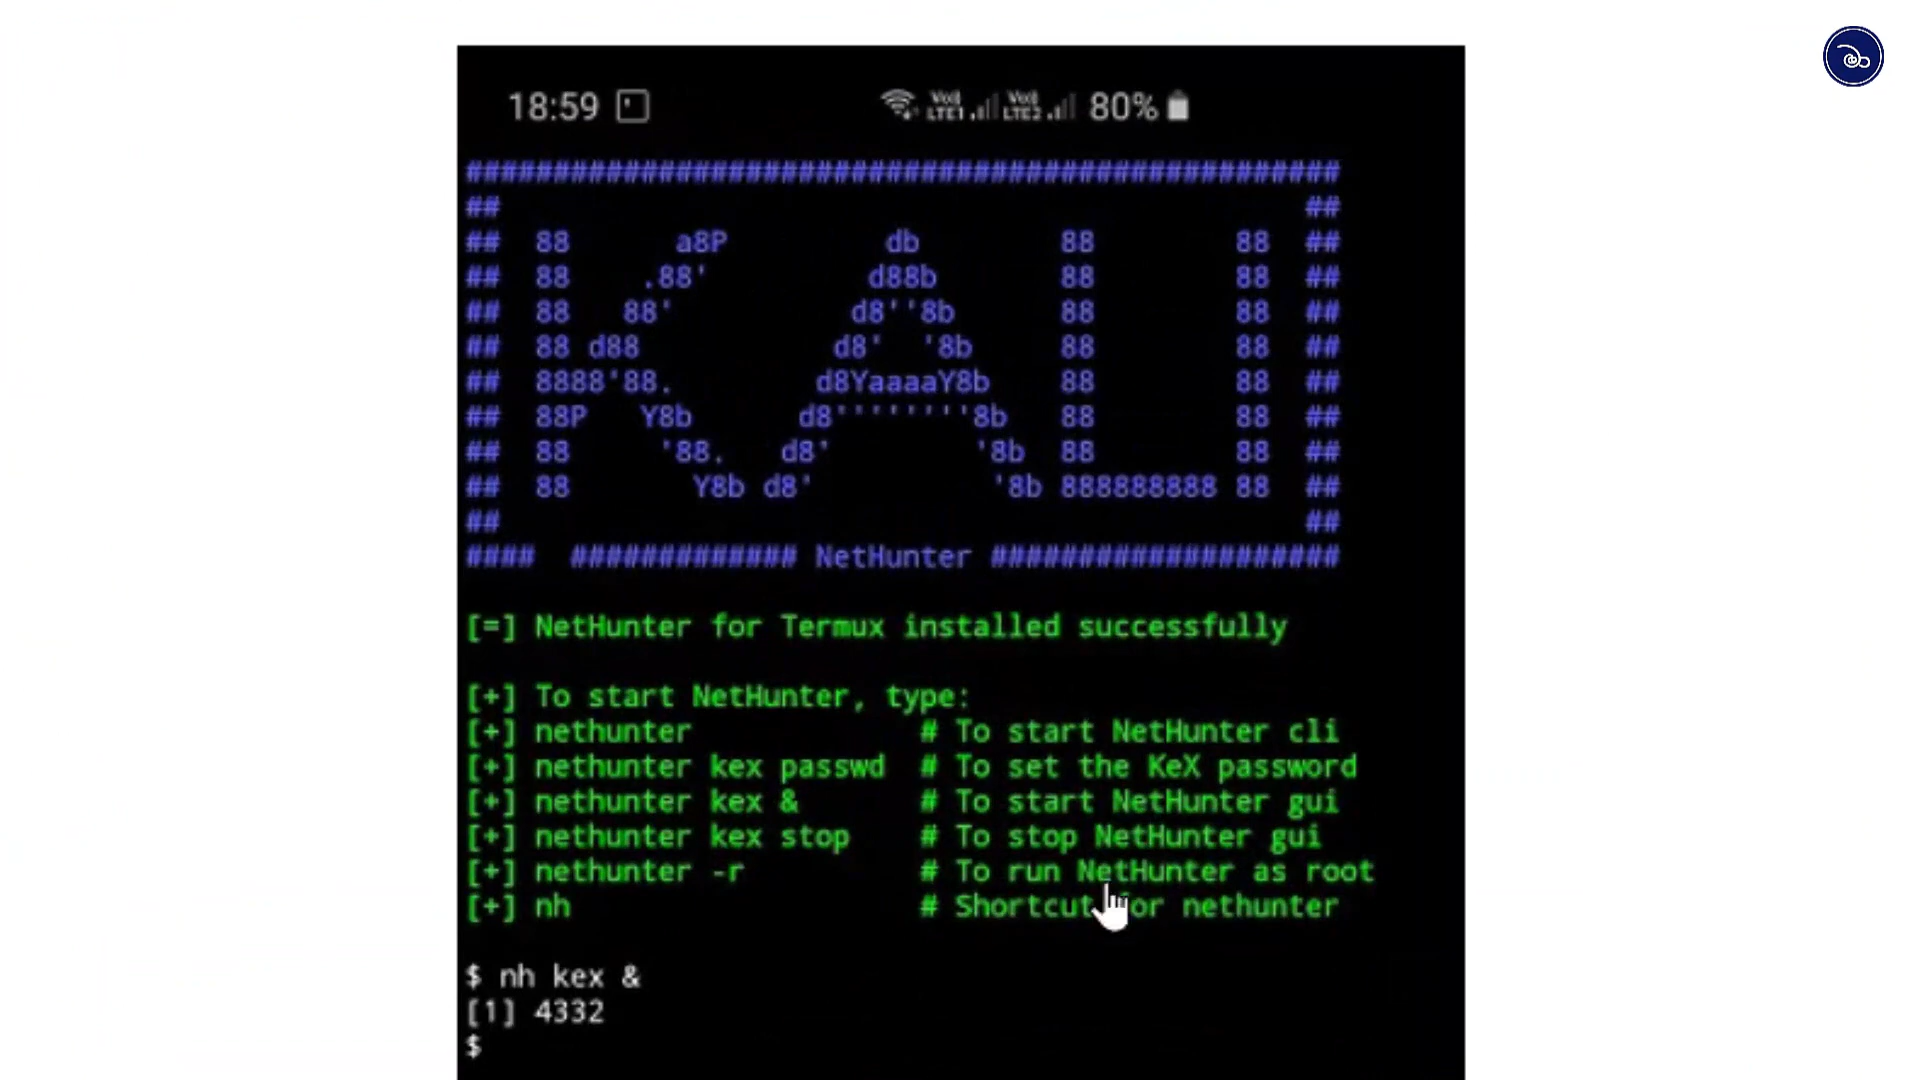 18:59 VoI) LTE1 VoI) LTE2 80%
##################################################
##                                              ##
##  88      a8P         db        88        88  ##
##  88    .88'         d88b       88        88  ##
##  88   88'          d8''8b      88        88  ##
##  88 d88           d8'  '8b     88        88  ##
##  8888'88.        d8YaaaaY8b    88        88  ##
##  88P   Y8b      d8''''''''8b   88        88  ##
##  88     '88.   d8'        '8b  88        88  ##
##  88       Y8b d8'          '8b 888888888 88  ##
##                                              ##
####  ############# NetHunter ####################
[=] NetHunter for Termux installed successfully
[+] To start NetHunter, type:
[+] nethunter             # To start NetHunter cli
[+] nethunter kex passwd  # To set the KeX password
[+] nethunter kex &       # To start NetHunter gui
[+] nethunter kex stop    # To stop NetHunter gui
[+] nethunter -r          # To run NetHunter as root
[+] nh                    # Shortcut for nethunter
$ nh kex &
[1] 4332
$